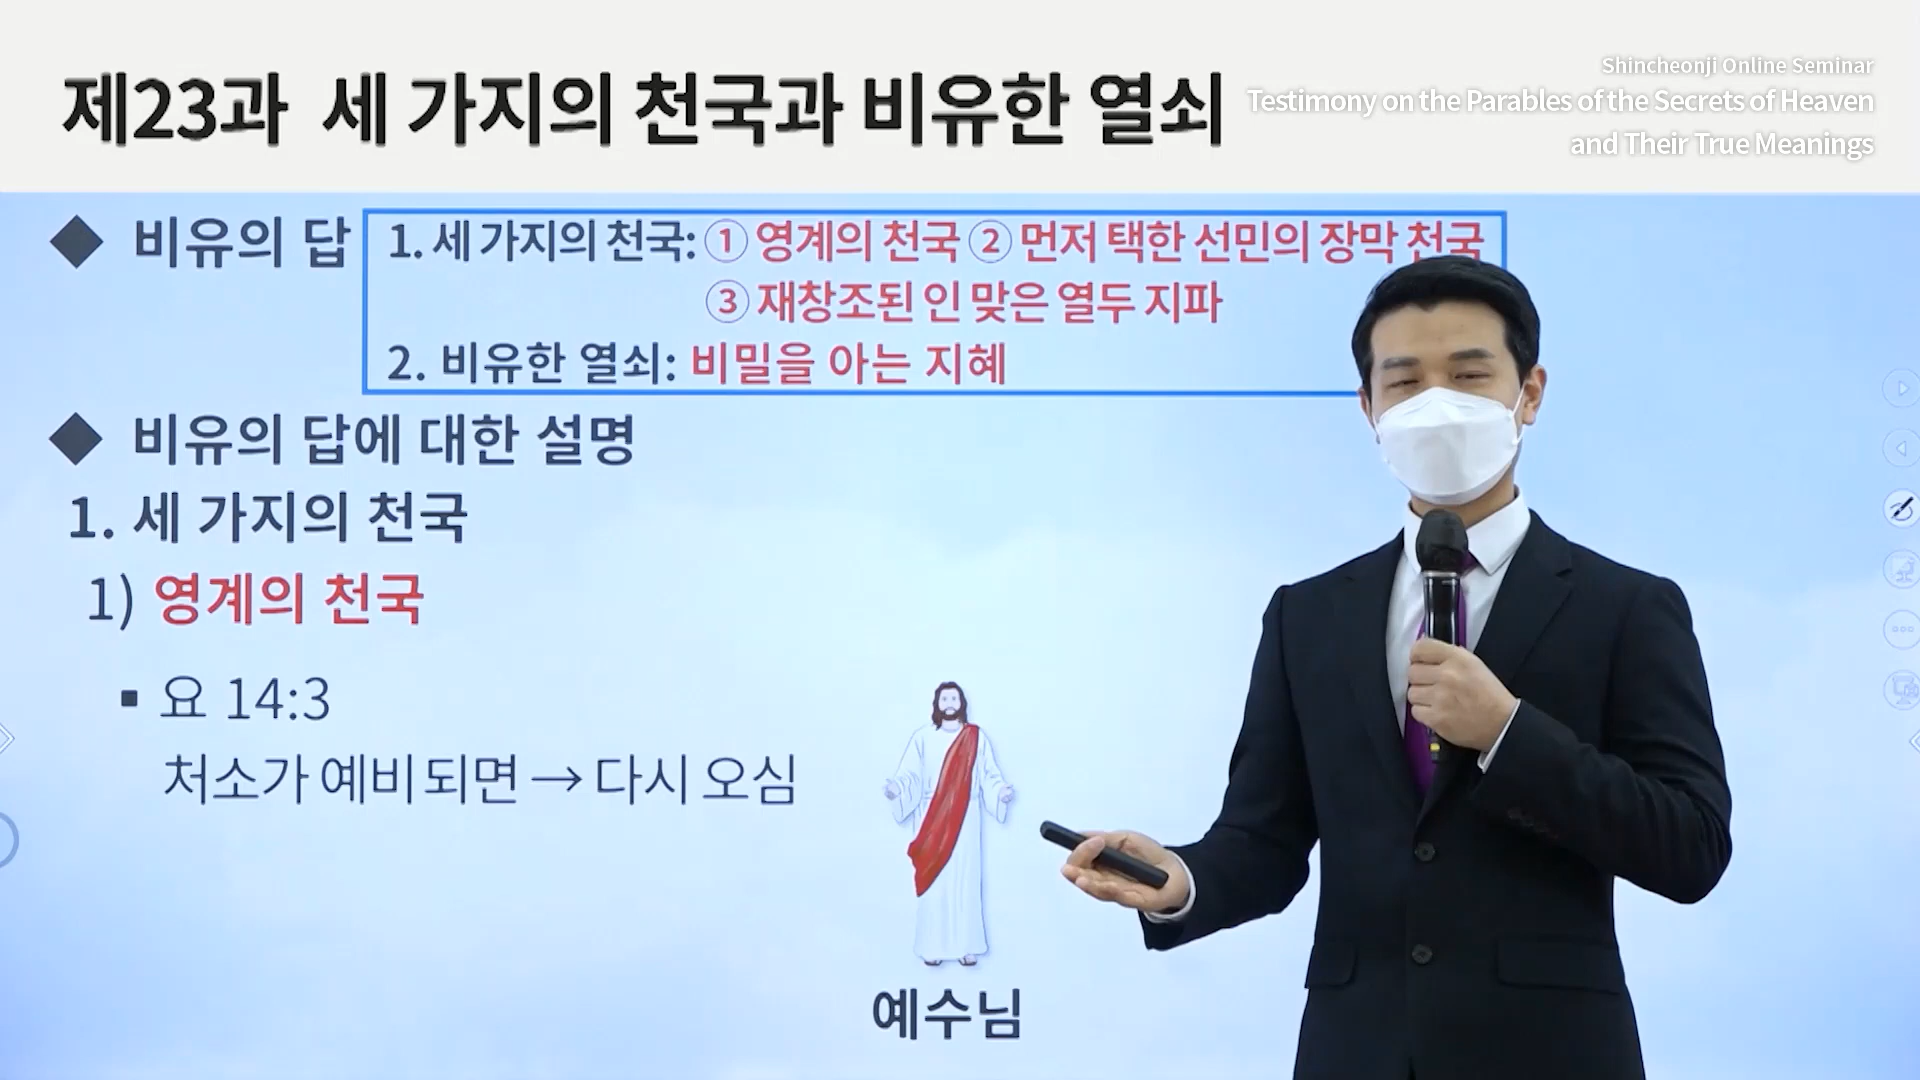 제23과 세 가지의 천국과 비유한 열쇠
Shincheonji Online Seminar
Testimony on the Parables of the Secrets of Heaven
and Their True Meanings
◆ 비유의 답
1. 세 가지의 천국: ① 영계의 천국 ② 먼저 택한 선민의 장막 천국
③ 재창조된 인 맞은 열두 지파
2. 비유한 열쇠: 비밀을 아는 지혜
◆ 비유의 답에 대한 설명
1. 세 가지의 천국
1) 영계의 천국
▪ 요 14:3
처소가 예비되면 → 다시 오심
예수님